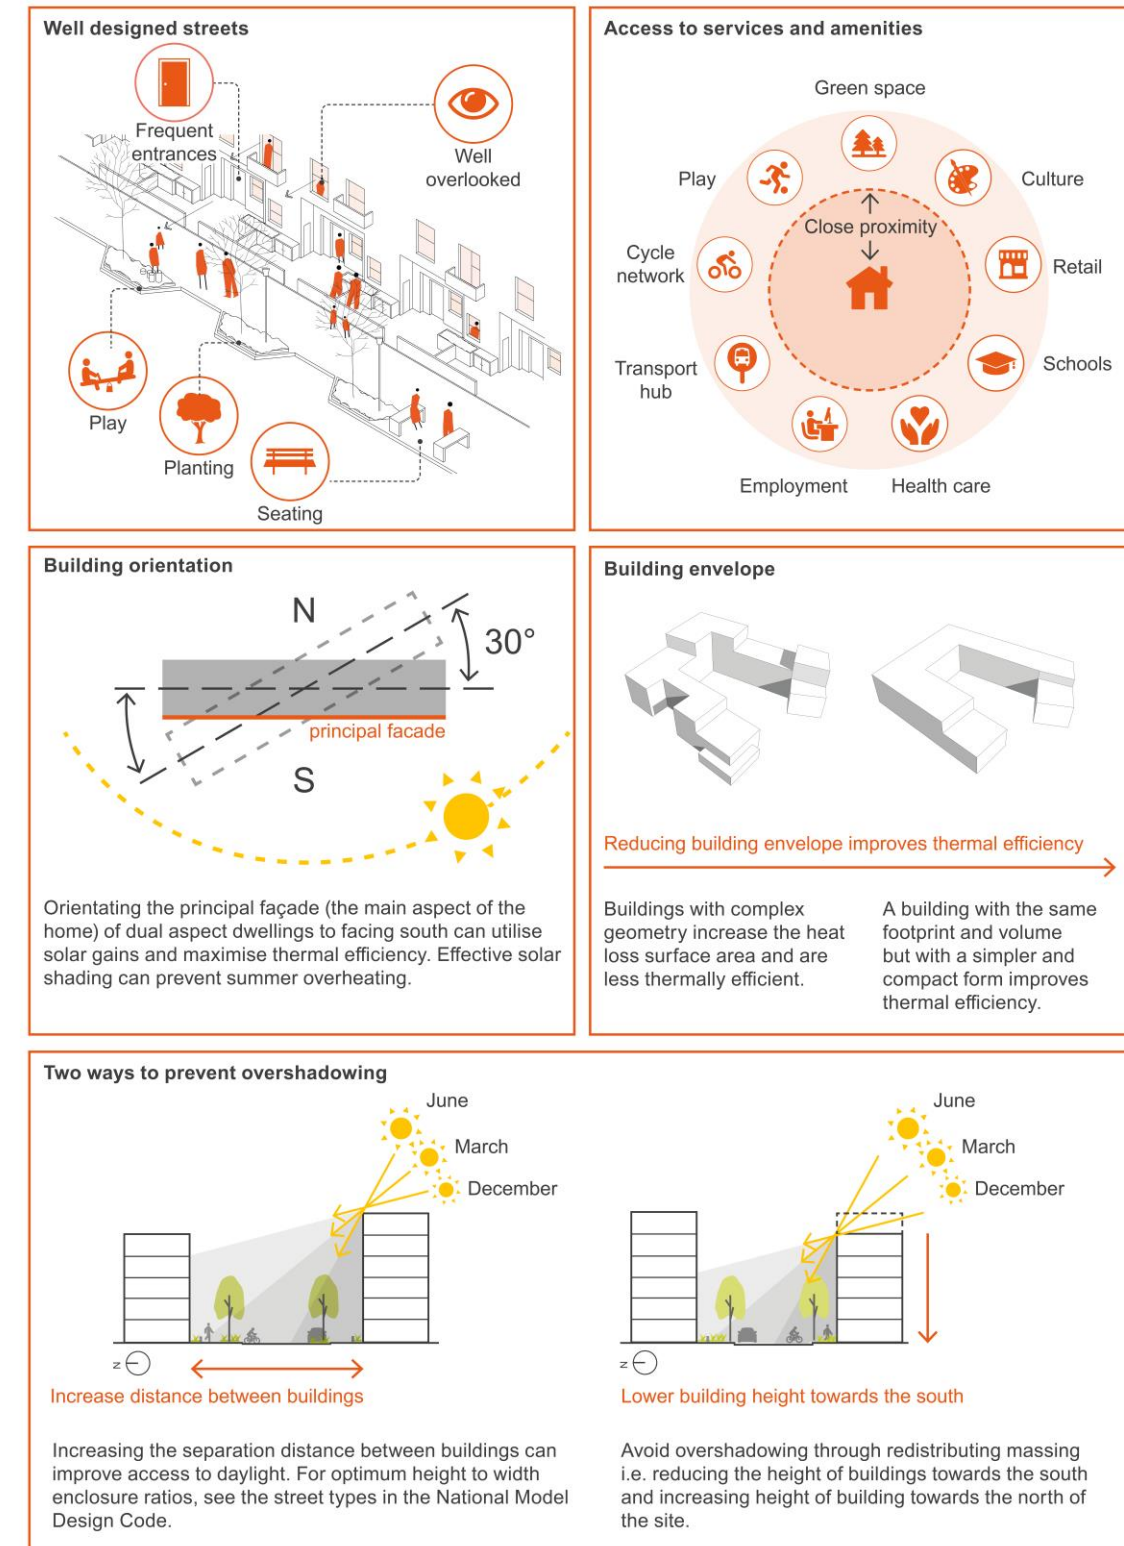 Well designed streets
Frequent
entrances
Well
overlooked
Play
Planting
Seating
Access to services and amenities
Green space
Play
Culture
Close proximity
Cycle
network
Retail
Transport
hub
Schools
Employment
Health care
Building orientation
N
30°
principal facade
S
Orientating the principal façade (the main aspect of the
home) of dual aspect dwellings to facing south can utilise
solar gains and maximise thermal efficiency. Effective solar
shading can prevent summer overheating.
Building envelope
Reducing building envelope improves thermal efficiency
Buildings with complex
geometry increase the heat
loss surface area and are
less thermally efficient.
A building with the same
footprint and volume
but with a simpler and
compact form improves
thermal efficiency.
Two ways to prevent overshadowing
June
March
December
N
Increase distance between buildings
Increasing the separation distance between buildings can
improve access to daylight. For optimum height to width
enclosure ratios, see the street types in the National Model
Design Code.
June
March
December
N
Lower building height towards the south
Avoid overshadowing through redistributing massing
i.e. reducing the height of buildings towards the south
and increasing height of building towards the north of
the site.